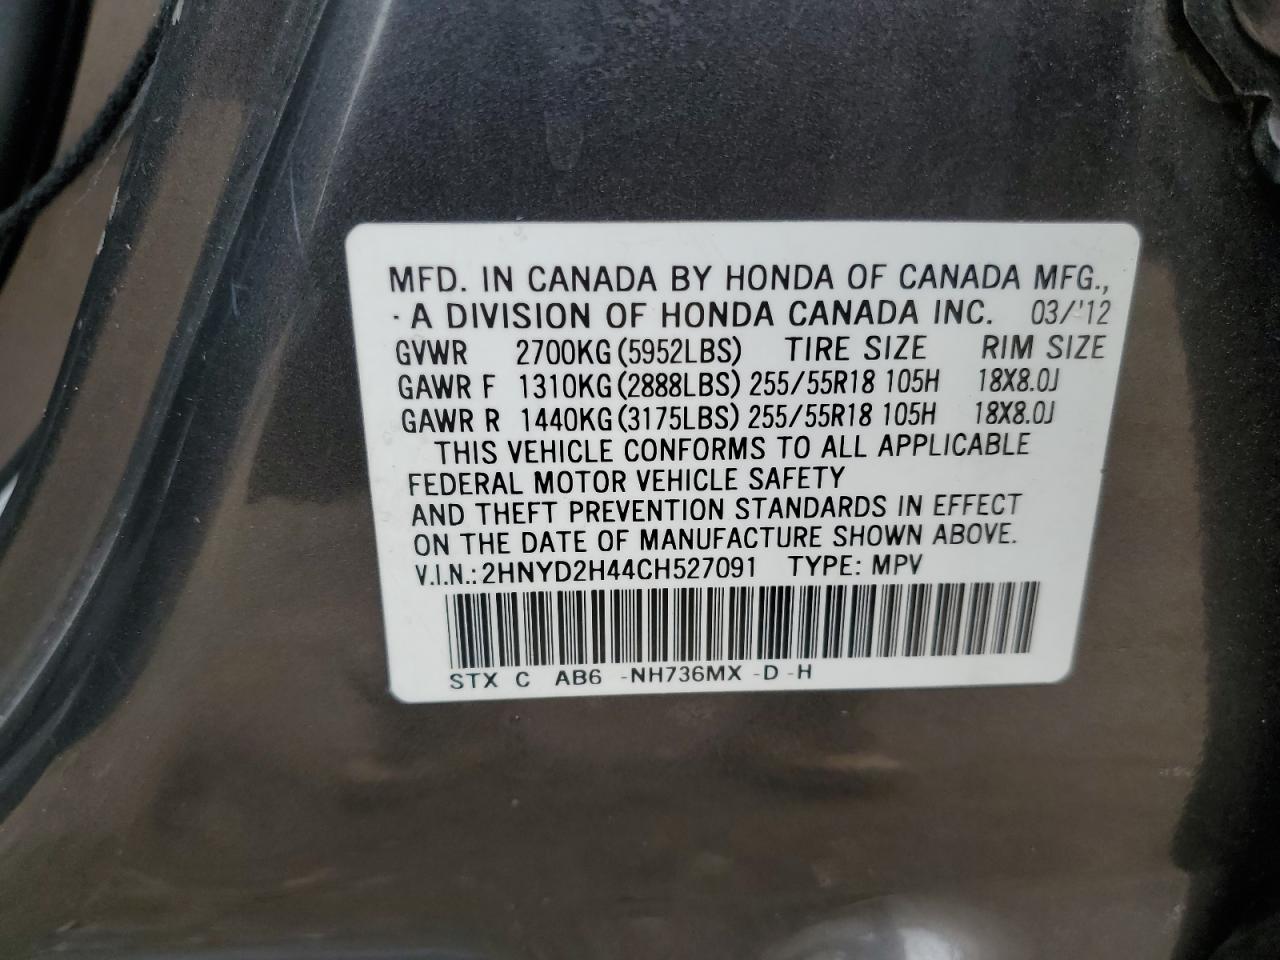 MFD. IN CANADA BY HONDA OF CANADA MFG.,
· A DIVISION OF HONDA CANADA INC. 03/'12
GVWR 2700KG (5952LBS) TIRE SIZE RIM SIZE
GAWR F 1310KG (2888LBS) 255/55R18 105H 18X8.0J
GAWR R 1440KG (3175LBS) 255/55R18 105H 18X8.0J
THIS VEHICLE CONFORMS TO ALL APPLICABLE
FEDERAL MOTOR VEHICLE SAFETY
AND THEFT PREVENTION STANDARDS IN EFFECT
ON THE DATE OF MANUFACTURE SHOWN ABOVE.
V.I.N.: 2HNYD2H44CH527091 TYPE: MPV
STX C AB6 -NH736MX -D -H